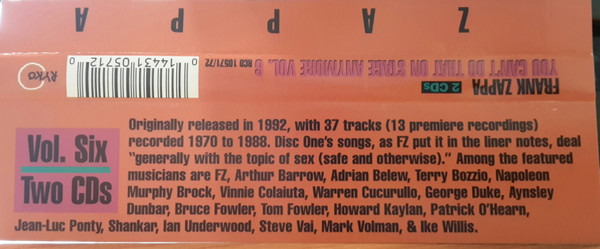 ZAPPA
FRANK ZAPPA
2 CDs
YOU CAN'T DO THAT ON STAGE ANYMORE VOL. 6
RCD 10571/72
0 14431 05712 0
RYKO
Vol. Six
Two CDs
Originally released in 1992, with 37 tracks (13 premiere recordings)
recorded 1970 to 1988. Disc One's songs, as FZ put it in the liner notes, deal
"generally with the topic of sex (safe and otherwise)." Among the featured
musicians are FZ, Arthur Barrow, Adrian Belew, Terry Bozzio, Napoleon
Murphy Brock, Vinnie Colaiuta, Warren Cucurullo, George Duke, Aynsley
Dunbar, Bruce Fowler, Tom Fowler, Howard Kaylan, Patrick O'Hearn,
Jean-Luc Ponty, Shankar, Ian Underwood, Steve Vai, Mark Volman, & Ike Willis.